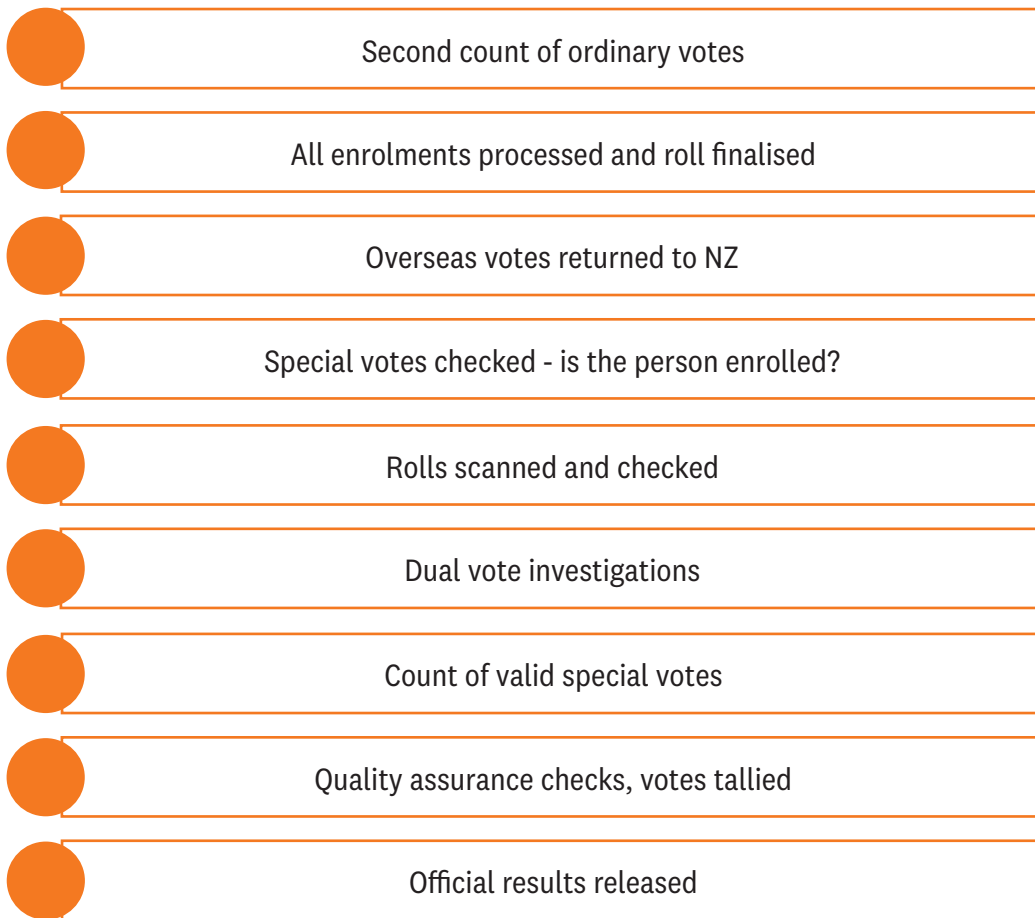 Second count of ordinary votes
All enrolments processed and roll finalised
Overseas votes returned to NZ
Special votes checked - is the person enrolled?
Rolls scanned and checked
Dual vote investigations
Count of valid special votes
Quality assurance checks, votes tallied
Official results released